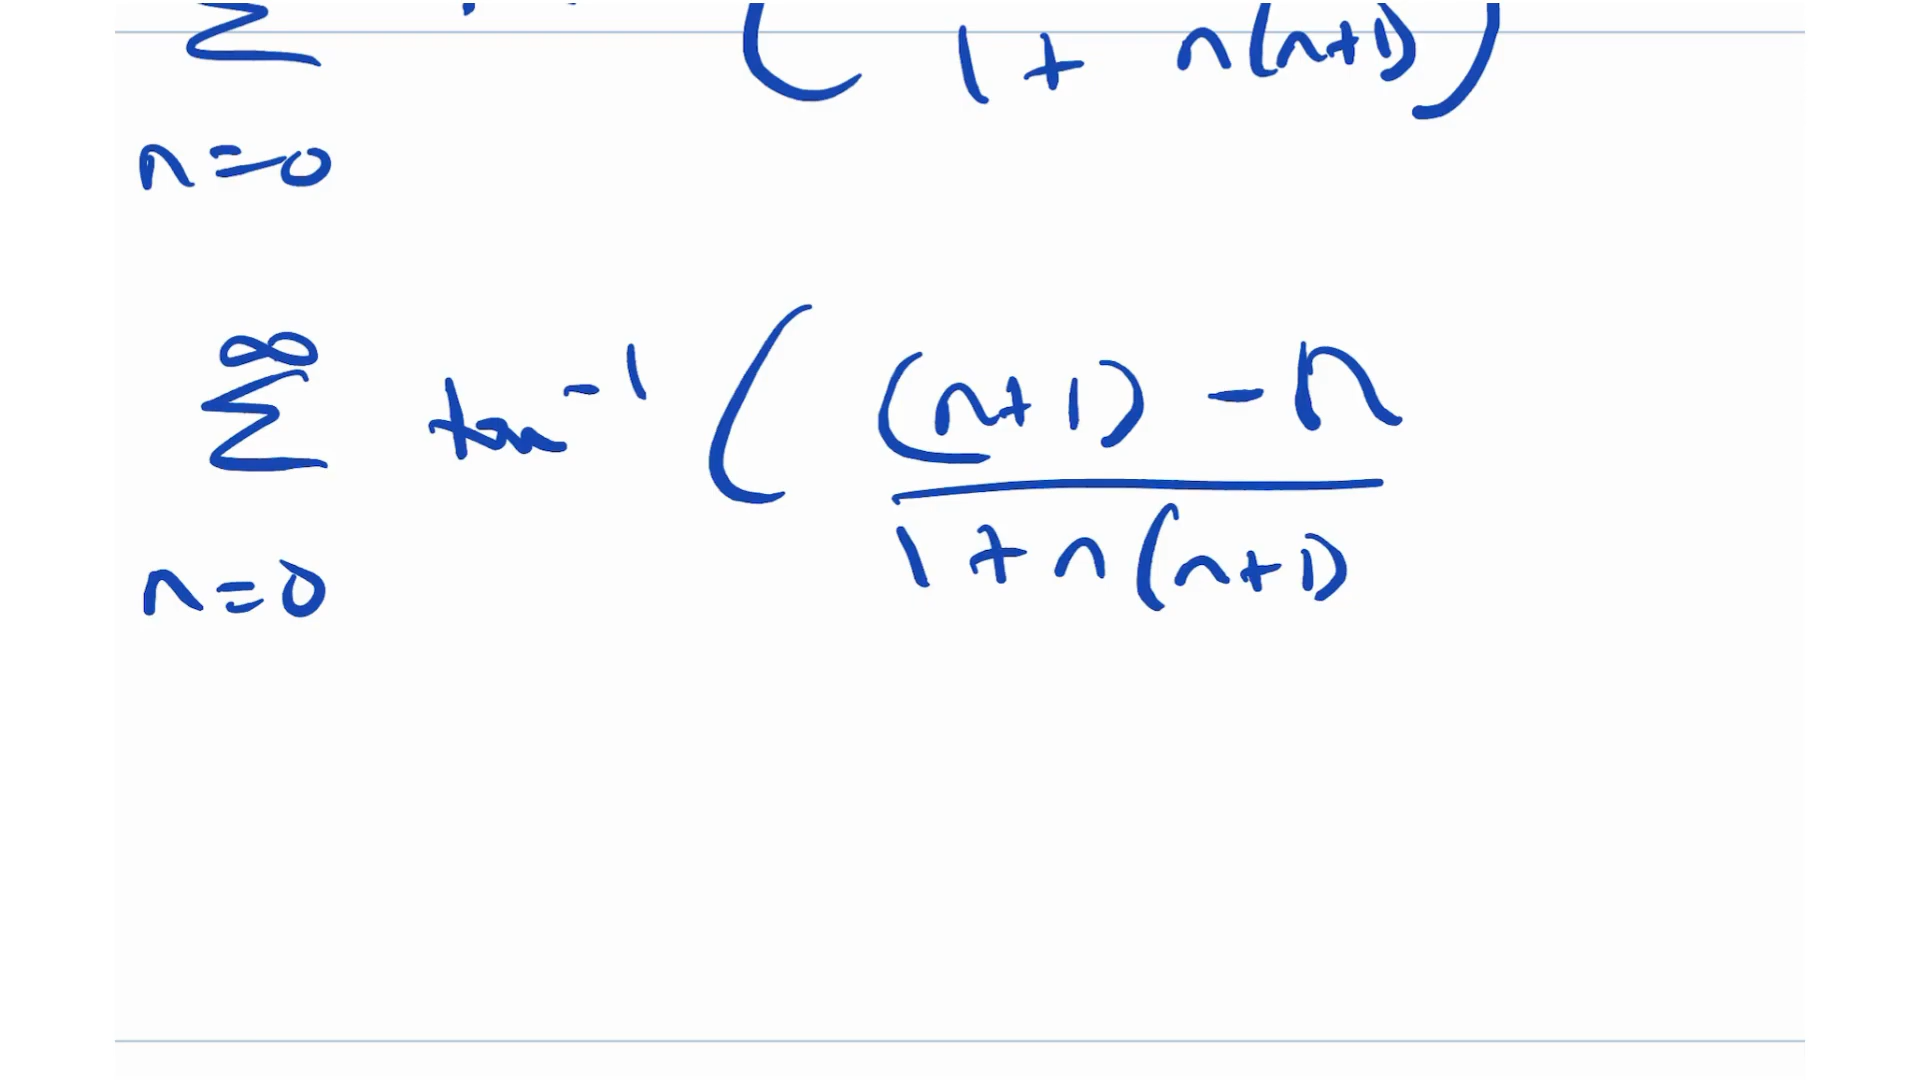 ∑ ( 1 + n(n+1) )
n=0
∞
∑ tan⁻¹ ( (n+1) - n / 1 + n(n+1)
n=0